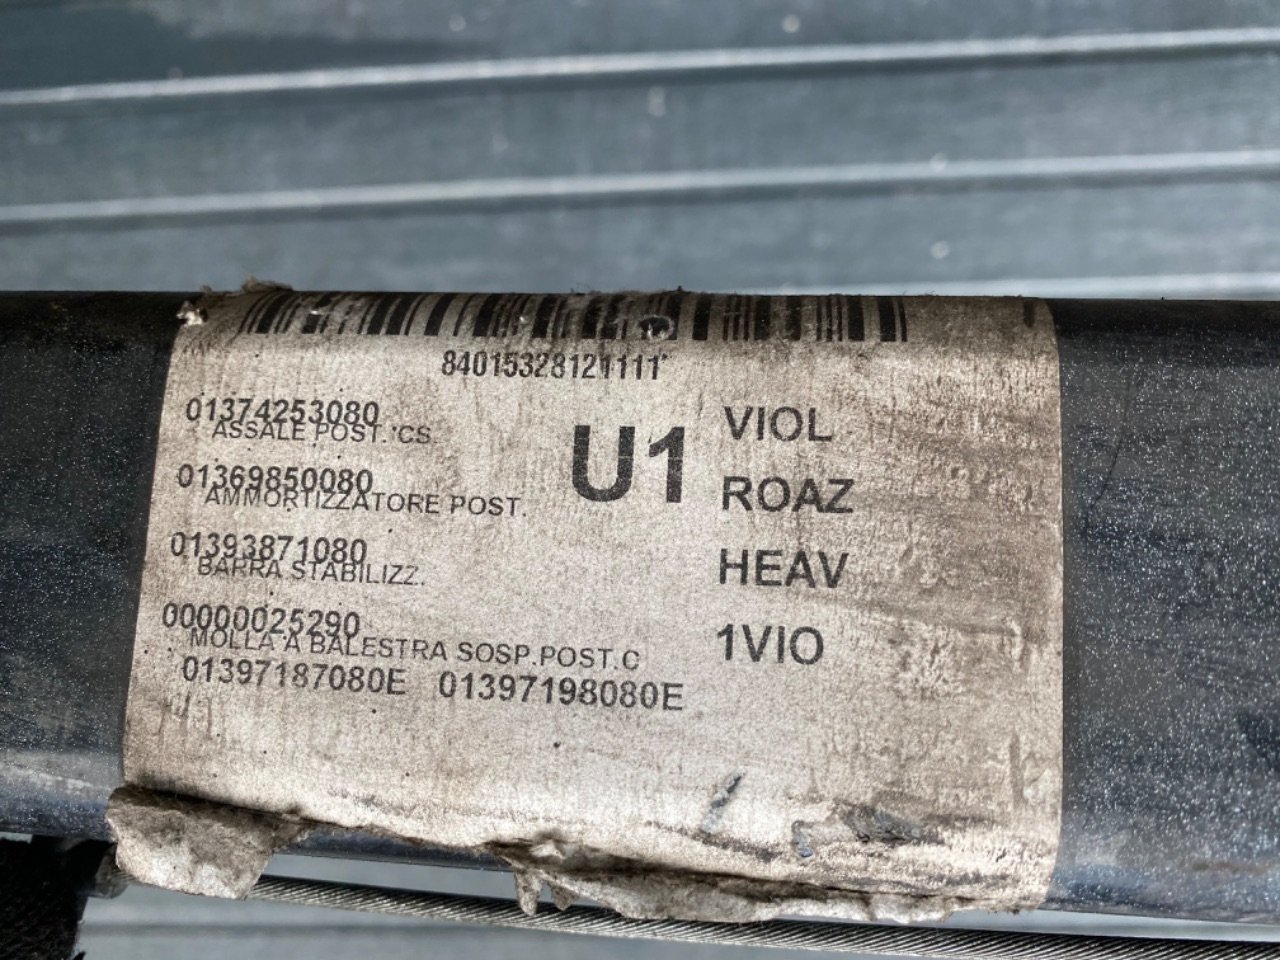 84015328121111*
01374253080
ASSALE POST. CS.
U1
VIOL
01369850080
AMMORTIZZATORE POST.
ROAZ
01393871080
BARRA STABILIZZ.
HEAV
00000025290
MOLLA A BALESTRA SOSP.POST.C
1VIO
01397187080E 01397198080E